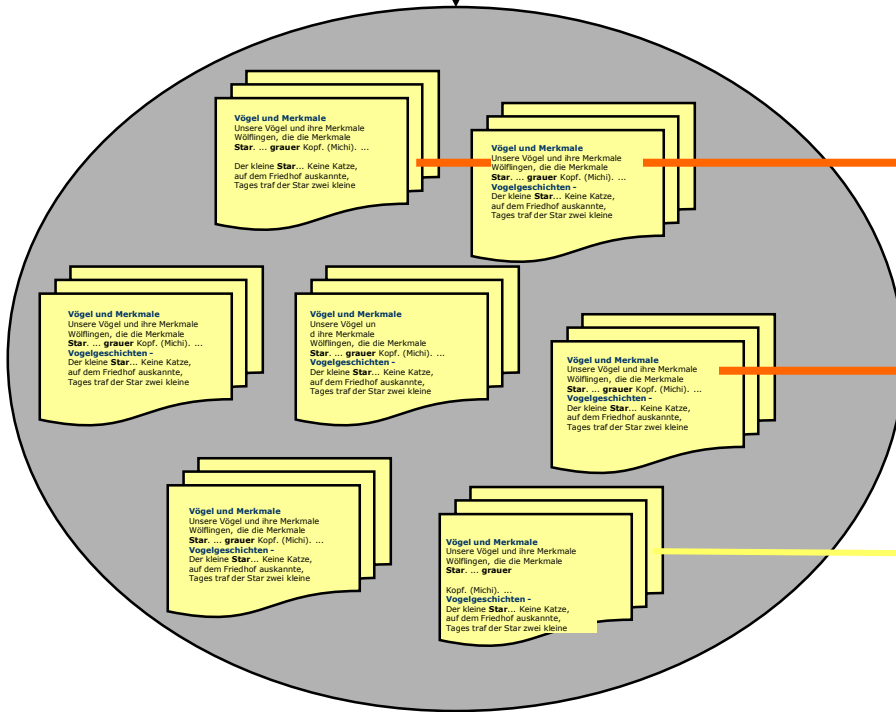 Vögel und Merkmale
Unsere Vögel und ihre Merkmale
Wölflingen, die die Merkmale
Star. ... grauer Kopf. (Michi). ...
Der kleine Star... Keine Katze,
auf dem Friedhof auskannte,
Tages traf der Star zwei kleine
Vögel und Merkmale
Unsere Vögel und ihre Merkmale
Wölflingen, die die Merkmale
Star. ... grauer Kopf. (Michi). ...
Vogelgeschichten -
Der kleine Star... Keine Katze,
auf dem Friedhof auskannte,
Tages traf der Star zwei kleine
Vögel und Merkmale
Unsere Vögel und ihre Merkmale
Wölflingen, die die Merkmale
Star. ... grauer Kopf. (Michi). ...
Vogelgeschichten -
Der kleine Star... Keine Katze,
auf dem Friedhof auskannte,
Tages traf der Star zwei kleine
Vögel und Merkmale
Unsere Vögel un
d ihre Merkmale
Wölflingen, die die Merkmale
Star. ... grauer Kopf. (Michi). ...
Vogelgeschichten -
Der kleine Star... Keine Katze,
auf dem Friedhof auskannte,
Tages traf der Star zwei kleine
Vögel und Merkmale
Unsere Vögel und ihre Merkmale
Wölflingen, die die Merkmale
Star. ... grauer Kopf. (Michi). ...
Vogelgeschichten -
Der kleine Star... Keine Katze,
auf dem Friedhof auskannte,
Tages traf der Star zwei kleine
Vögel und Merkmale
Unsere Vögel und ihre Merkmale
Wölflingen, die die Merkmale
Star. ... grauer Kopf. (Michi). ...
Vogelgeschichten -
Der kleine Star... Keine Katze,
auf dem Friedhof auskannte,
Tages traf der Star zwei kleine
Vögel und Merkmale
Unsere Vögel und ihre Merkmale
Wölflingen, die die Merkmale
Star. ... grauer
Kopf. (Michi). ...
Vogelgeschichten -
Der kleine Star... Keine Katze,
auf dem Friedhof auskannte,
Tages traf der Star zwei kleine